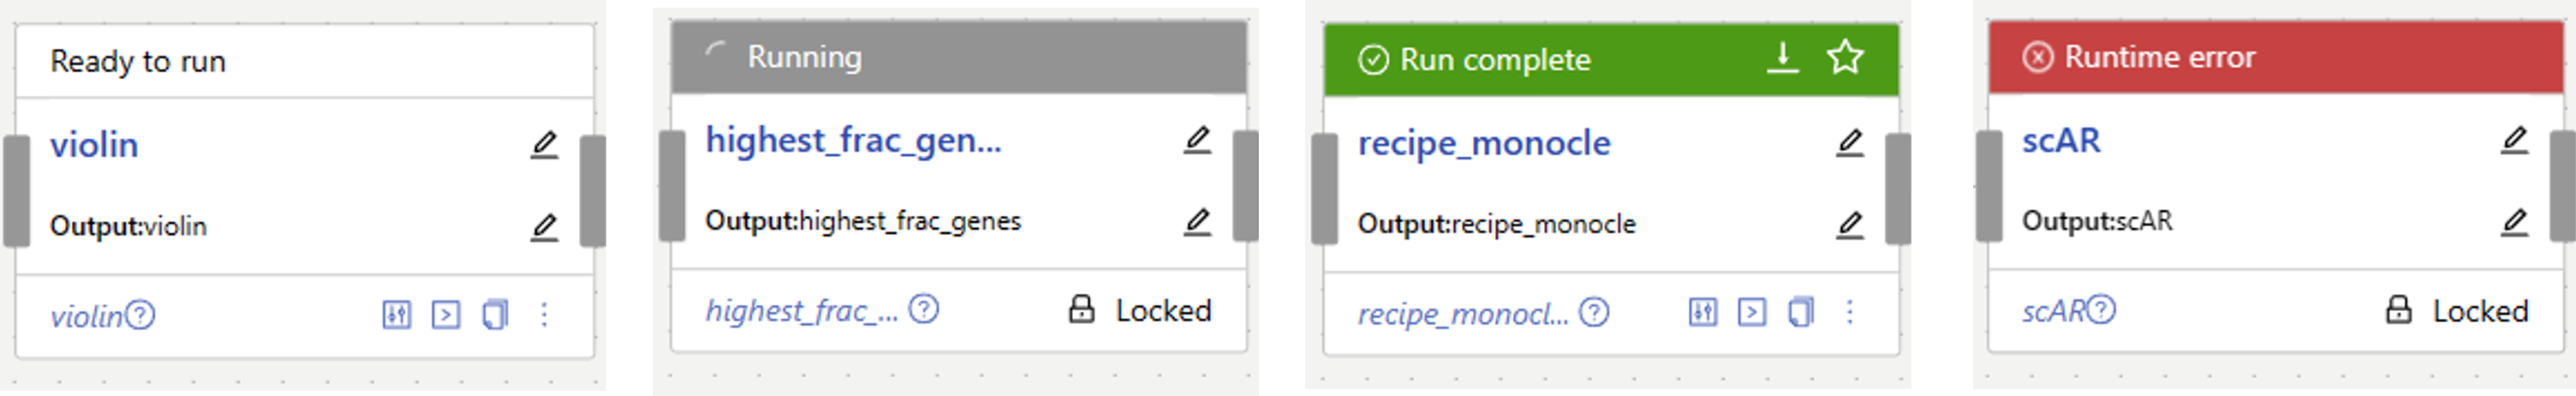 Ready to run
violin
Output:violin
violin
Running
highest_frac_gen...
Output:highest_frac_genes
highest_frac_...
Locked
Run complete
recipe_monocle
Output:recipe_monocle
recipe_monocl...
Runtime error
scAR
Output:scAR
scAR
Locked